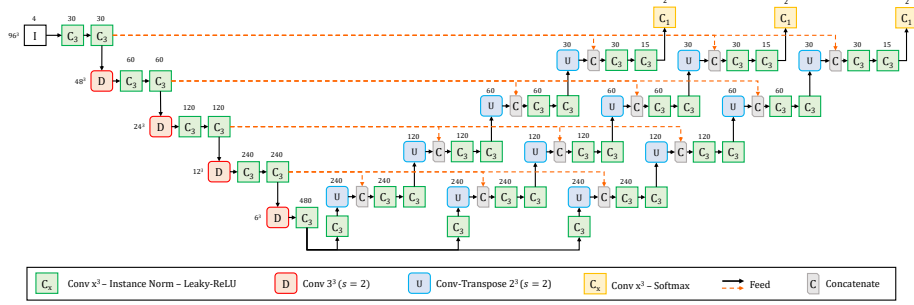 2 2 2
4 30 30 C₁ C₁ C₁
96³ I C₃ C₃
30 30 15 30 30 15 30 30 15
60 60 U C C₃ C₃ U C C₃ C₃ U C C₃ C₃
48³ D C₃ C₃
60 60 60 60 60 60
120 120 U C C₃ C₃ U C C₃ C₃ U C C₃ C₃
24³ D C₃ C₃
120 120 120 120 120 120
240 240 U C C₃ C₃ U C C₃ C₃ U C C₃ C₃
12³ D C₃ C₃
240 240 240 240 240 240
480 U C C₃ C₃ U C C₃ C₃ U C C₃ C₃
6³ D C₃ C₃ C₃ C₃
Cₓ Conv x³ – Instance Norm – Leaky-ReLU D Conv 3³ (s = 2) U Conv-Transpose 2³ (s = 2) Cₓ Conv x³ – Softmax Feed C Concatenate